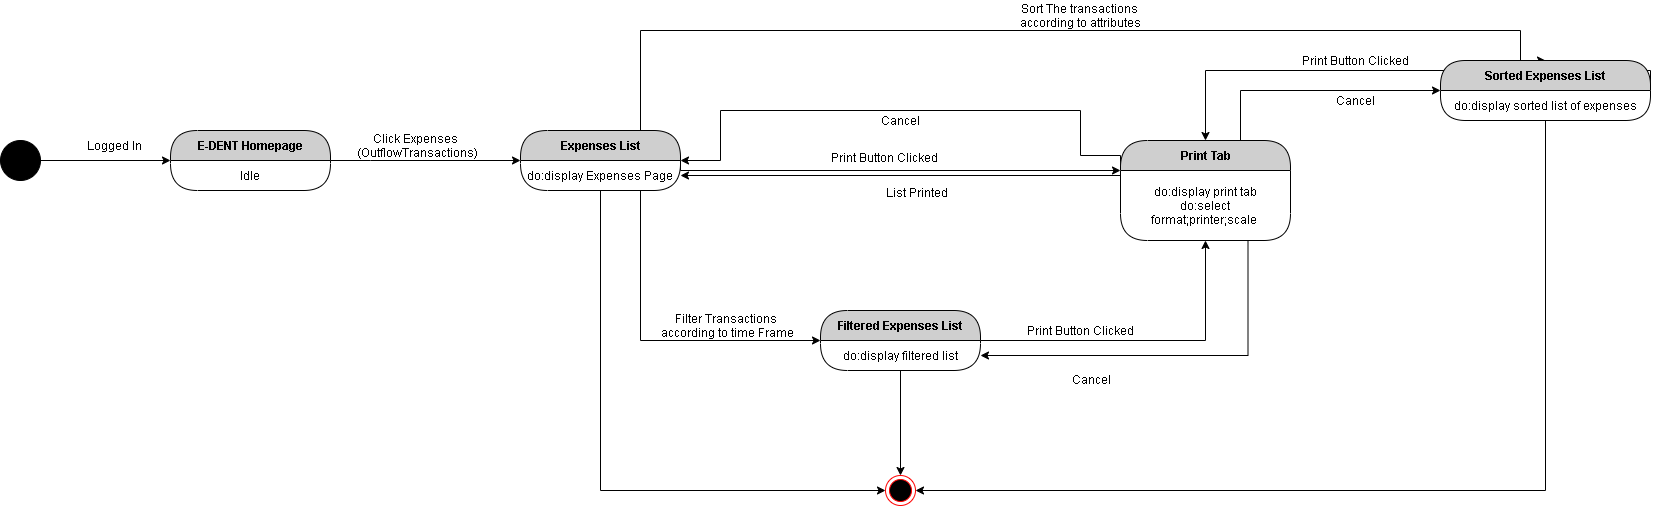 Sort The transactions
according to attributes
Print Button Clicked
Sorted Expenses List
do:display sorted list of expenses
Cancel
Cancel
Logged In
E-DENT Homepage
Idle
Click Expenses
(OutflowTransactions)
Expenses List
do:display Expenses Page
Print Button Clicked
List Printed
Print Tab
do:display print tab
do:select
format;printer;scale
Filter Transactions
according to time Frame
Filtered Expenses List
do:display filtered list
Print Button Clicked
Cancel